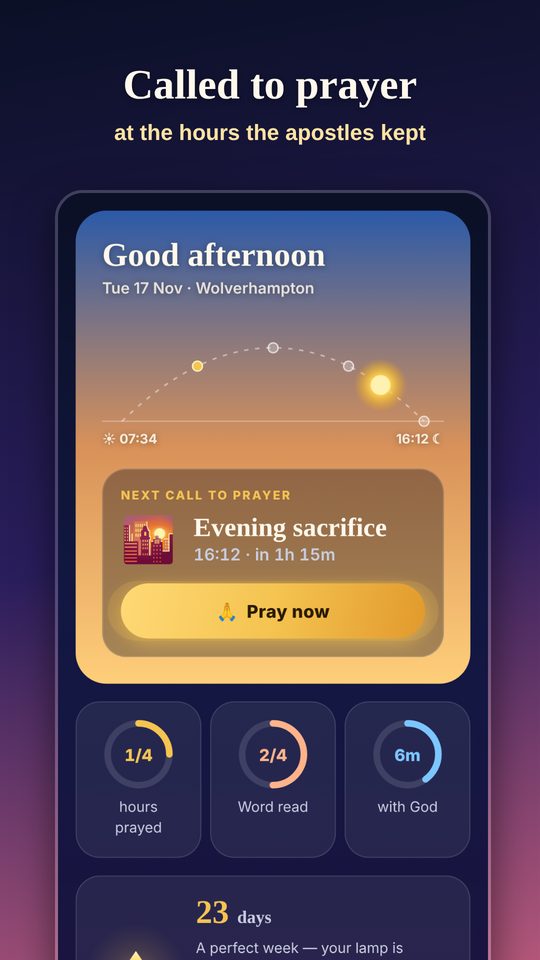 Called to prayer
at the hours the apostles kept
Good afternoon
Tue 17 Nov · Wolverhampton
☀ 07:34
16:12 ☾
NEXT CALL TO PRAYER
Evening sacrifice
16:12 · in 1h 15m
🙏 Pray now
1/4
hours
prayed
2/4
Word read
6m
with God
23 days
A perfect week — your lamp is